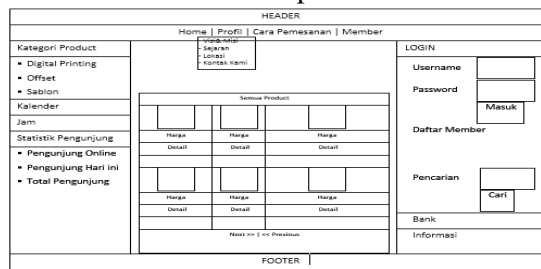 HEADER
Home | Profil | Cara Pemesanan | Member
- Visi& Misi
- Sejaran
- Lokasi
- Kontak Kami
Kategori Product
▪ Digital Printing
▪ Offset
▪ Sablon
Kalender
Jam
Statistik Pengunjung
▪ Pengunjung Online
▪ Pengunjung Hari ini
▪ Total Pengunjung
Semua Product
Harga Harga Harga
Detail Detail Detail
Harga Harga Harga
Detail Detail Detail
Next >> | << Previous
LOGIN
Username
Password
Masuk
Daftar Member
Pencarian
Cari
Bank
Informasi
FOOTER